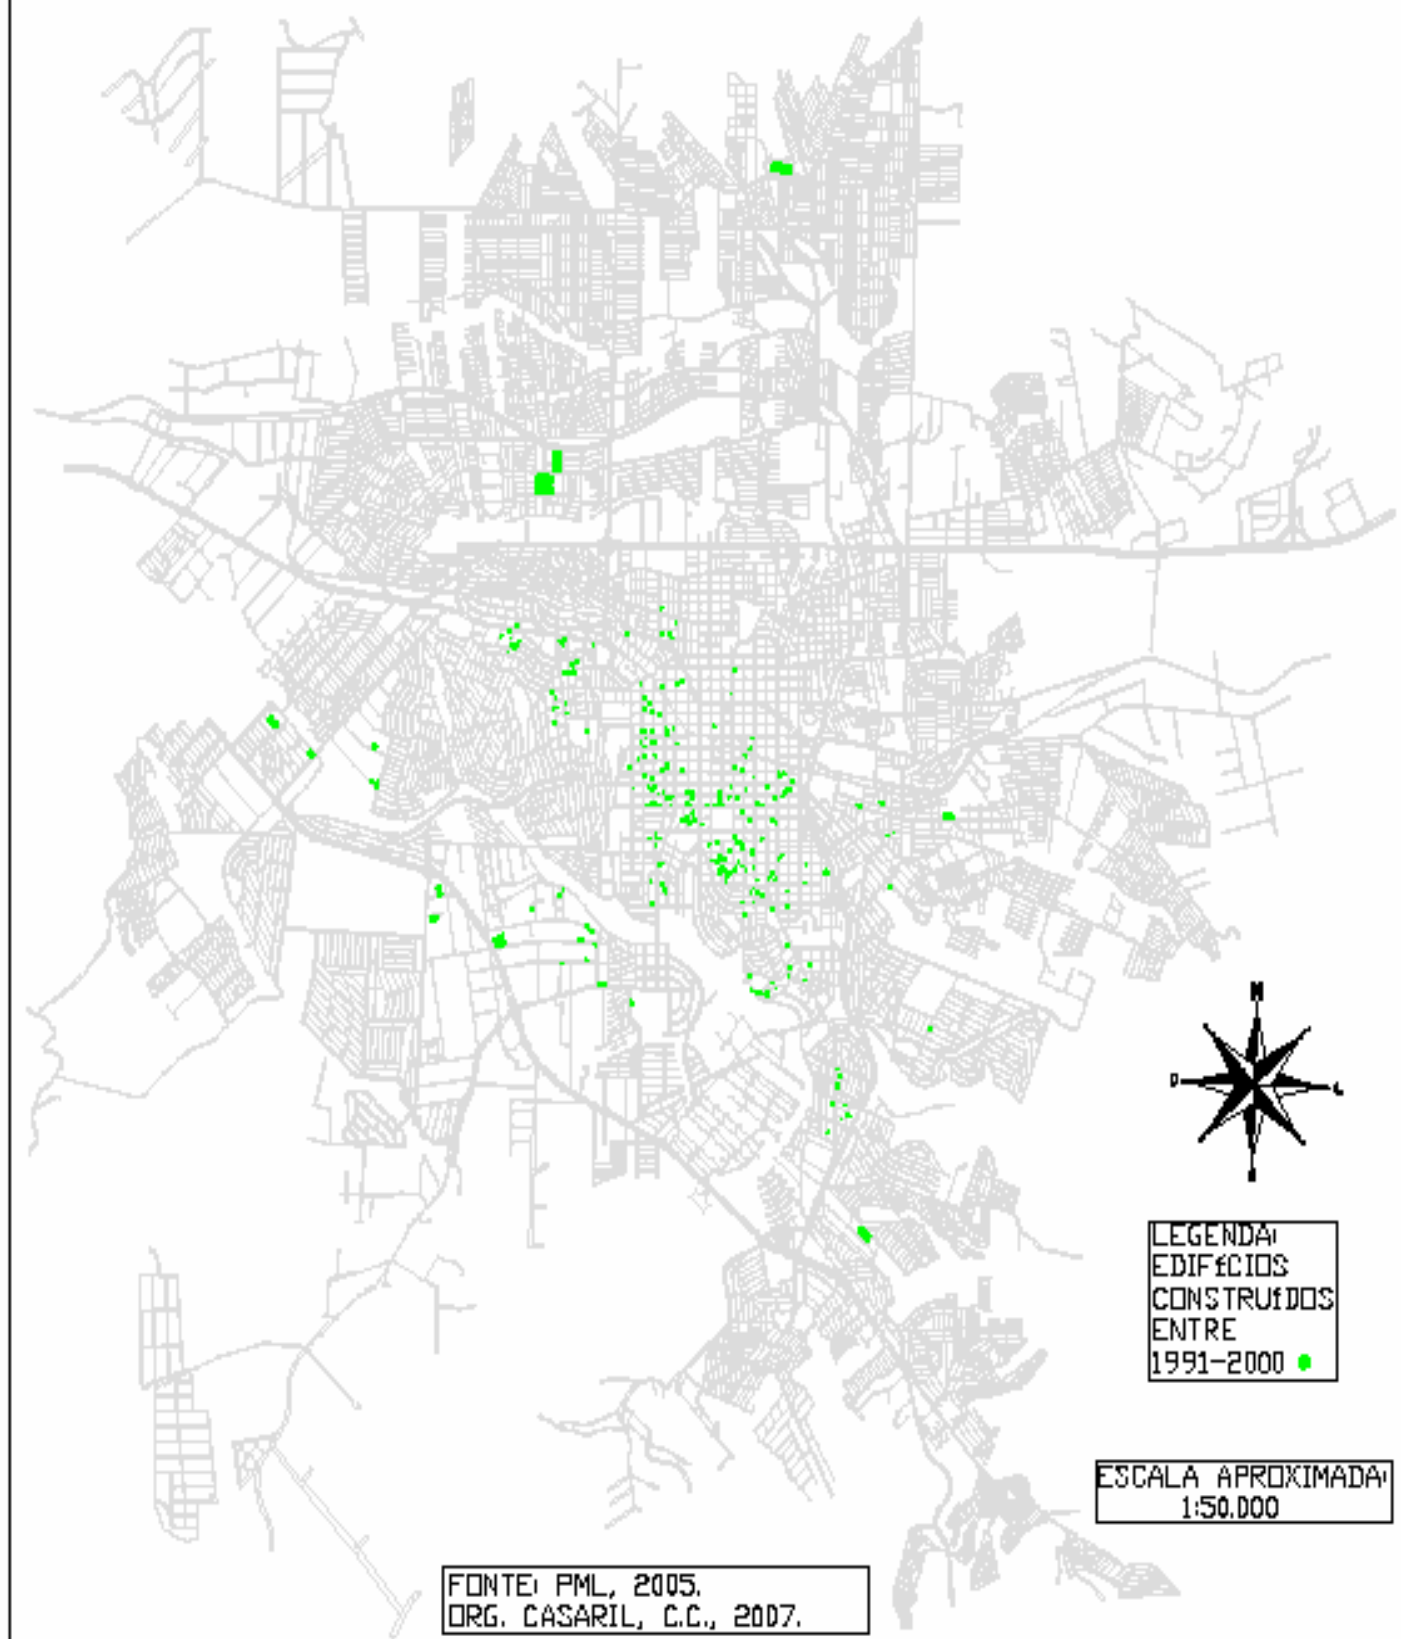 N
O
L
S
LEGENDA:
EDIFíCIOS
CONSTRUíDOS
ENTRE
1991-2000
ESCALA APROXIMADA:
1:50.000
FONTE: PML, 2005.
ORG. CASARIL, C.C., 2007.